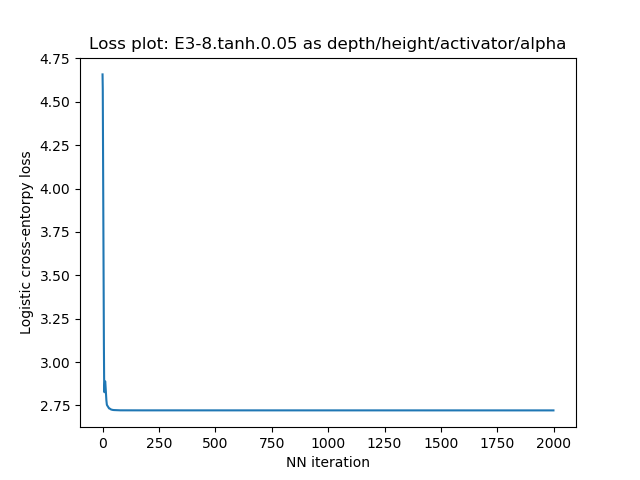 Loss plot: E3-8.tanh.0.05 as depth/height/activator/alpha
4.75
4.50
4.25
4.00
3.75
3.50
3.25
3.00
2.75
Logistic cross-entorpy loss
0 250 500 750 1000 1250 1500 1750 2000
NN iteration